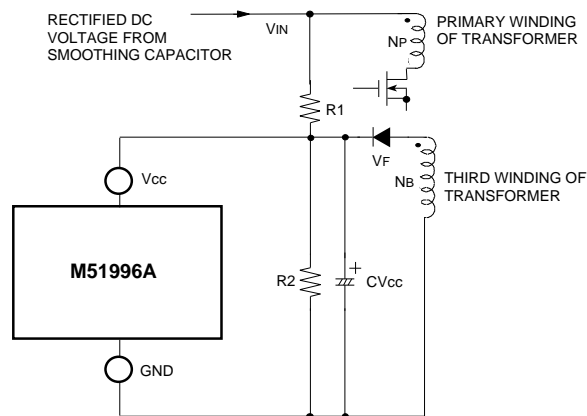 RECTIFIED DC
VOLTAGE FROM
SMOOTHING CAPACITOR
VIN
NP
PRIMARY WINDING
OF TRANSFORMER
R1
VF
Vcc
NB
THIRD WINDING OF
TRANSFORMER
M51996A
R2
+
CVcc
GND